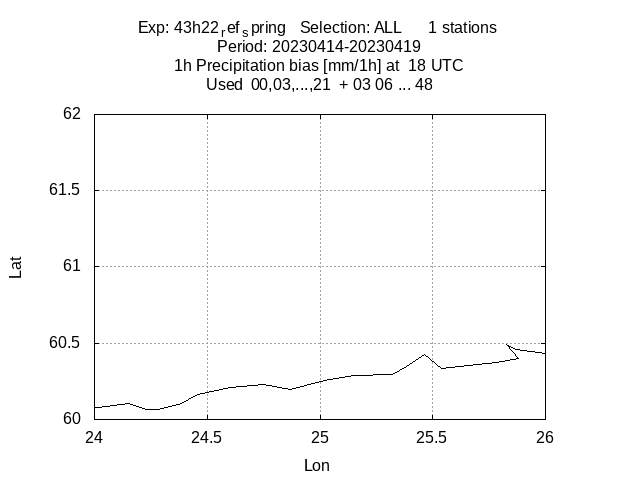 Exp: 43h22refspring   Selection: ALL      1 stations
Period: 20230414-20230419
1h Precipitation bias [mm/1h] at  18 UTC
Used  00,03,...,21  + 03 06 ... 48
62
61.5
61
60.5
60
Lat
24
24.5
25
25.5
26
Lon